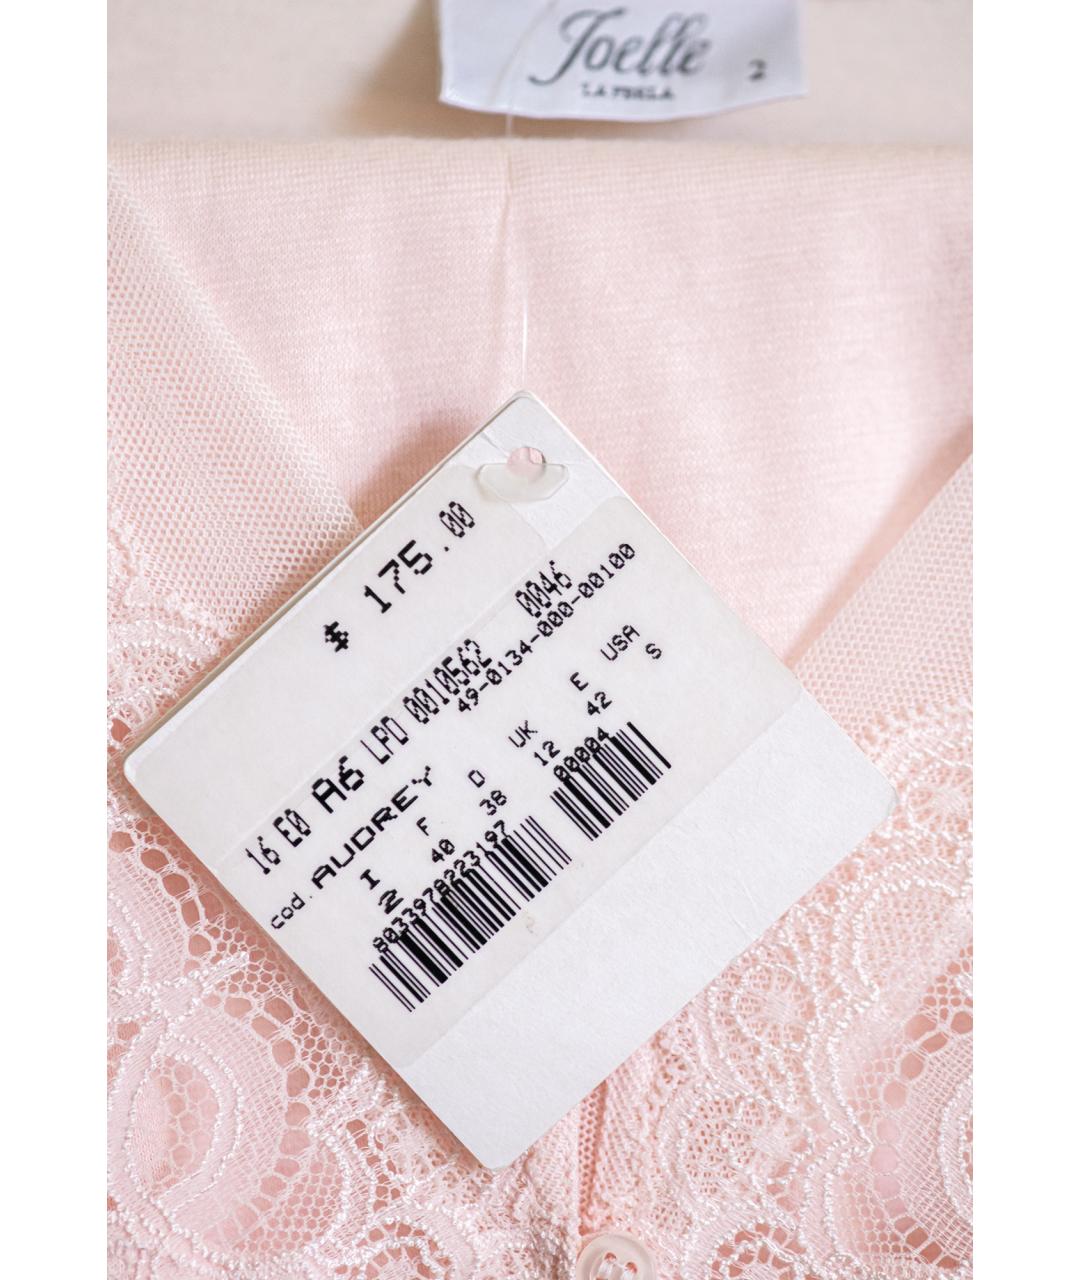 Joelle
LA PERLA 2
$ 175.00
16 E0 A6 LPD 0010562 0046
49-0134-000-00100
cod. AUDREY
I F D UK E USA
2 40 38 12 42 S
8033978223197 00004